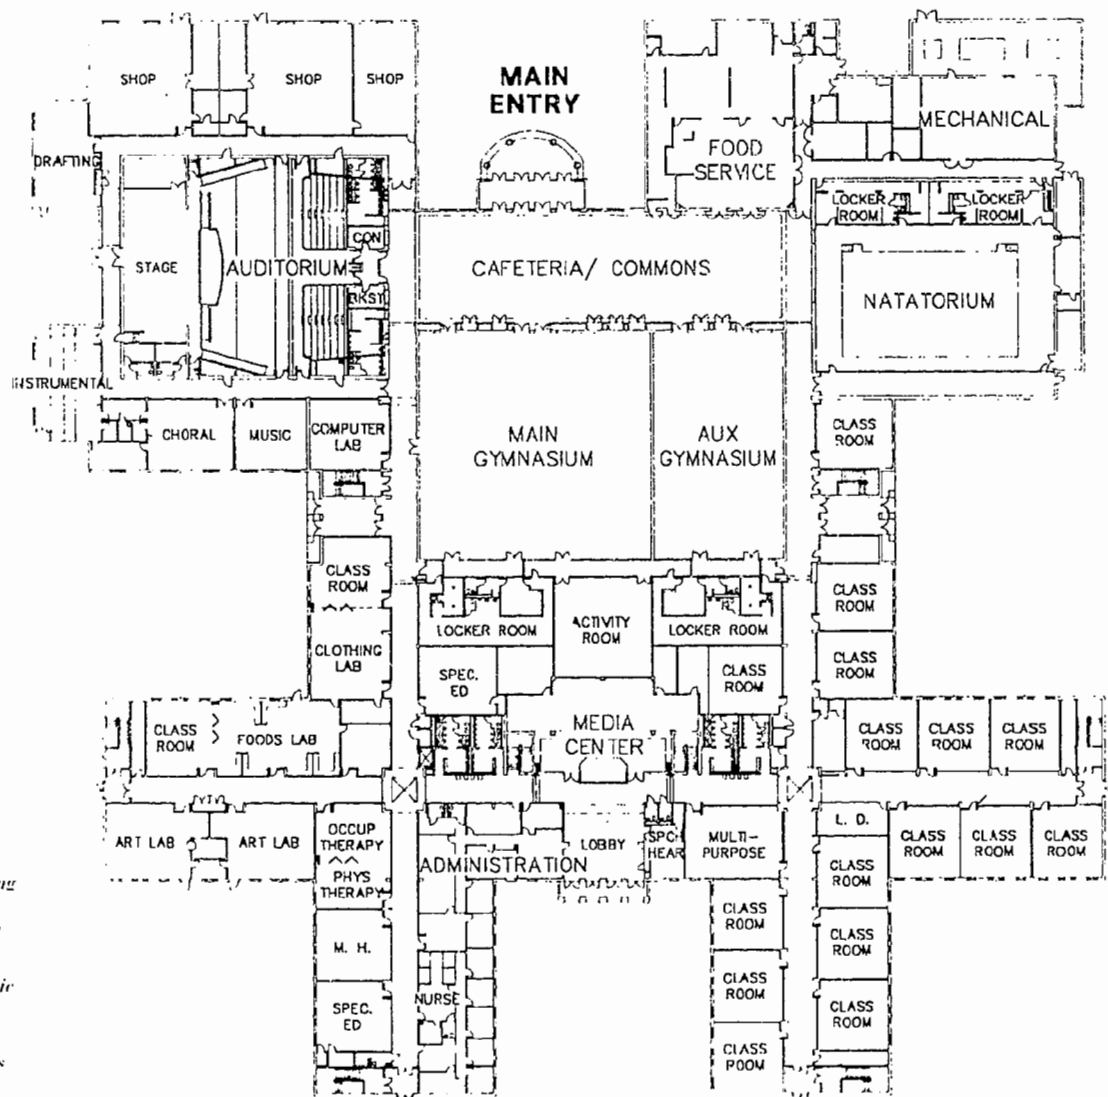 MAIN
ENTRY
SHOP
SHOP
SHOP
MECHANICAL
FOOD
SERVICE
DRAFTING
LOCKER
ROOM
LOCKER
ROOM
CON
STAGE
AUDITORIUM
CAFETERIA/ COMMONS
BKST
NATATORIUM
INSTRUMENTAL
CHORAL
MUSIC
COMPUTER
LAB
MAIN
GYMNASIUM
AUX
GYMNASIUM
CLASS
ROOM
CLASS
ROOM
CLASS
ROOM
LOCKER ROOM
ACTIVITY
ROOM
LOCKER ROOM
CLOTHING
LAB
SPEC.
ED
CLASS
ROOM
CLASS
ROOM
CLASS
ROOM
FOODS LAB
MEDIA
CENTER
CLASS
ROOM
CLASS
ROOM
CLASS
ROOM
ART LAB
ART LAB
OCCUP
THERAPY
PHYS
THERAPY
ADMINISTRATION
LOBBY
SPCH
HEAR
MULTI-
PURPOSE
L. D.
CLASS
ROOM
CLASS
ROOM
CLASS
ROOM
CLASS
ROOM
M. H.
CLASS
ROOM
CLASS
ROOM
SPEC.
ED
NURSE
CLASS
ROOM
CLASS
ROOM
CLASS
ROOM